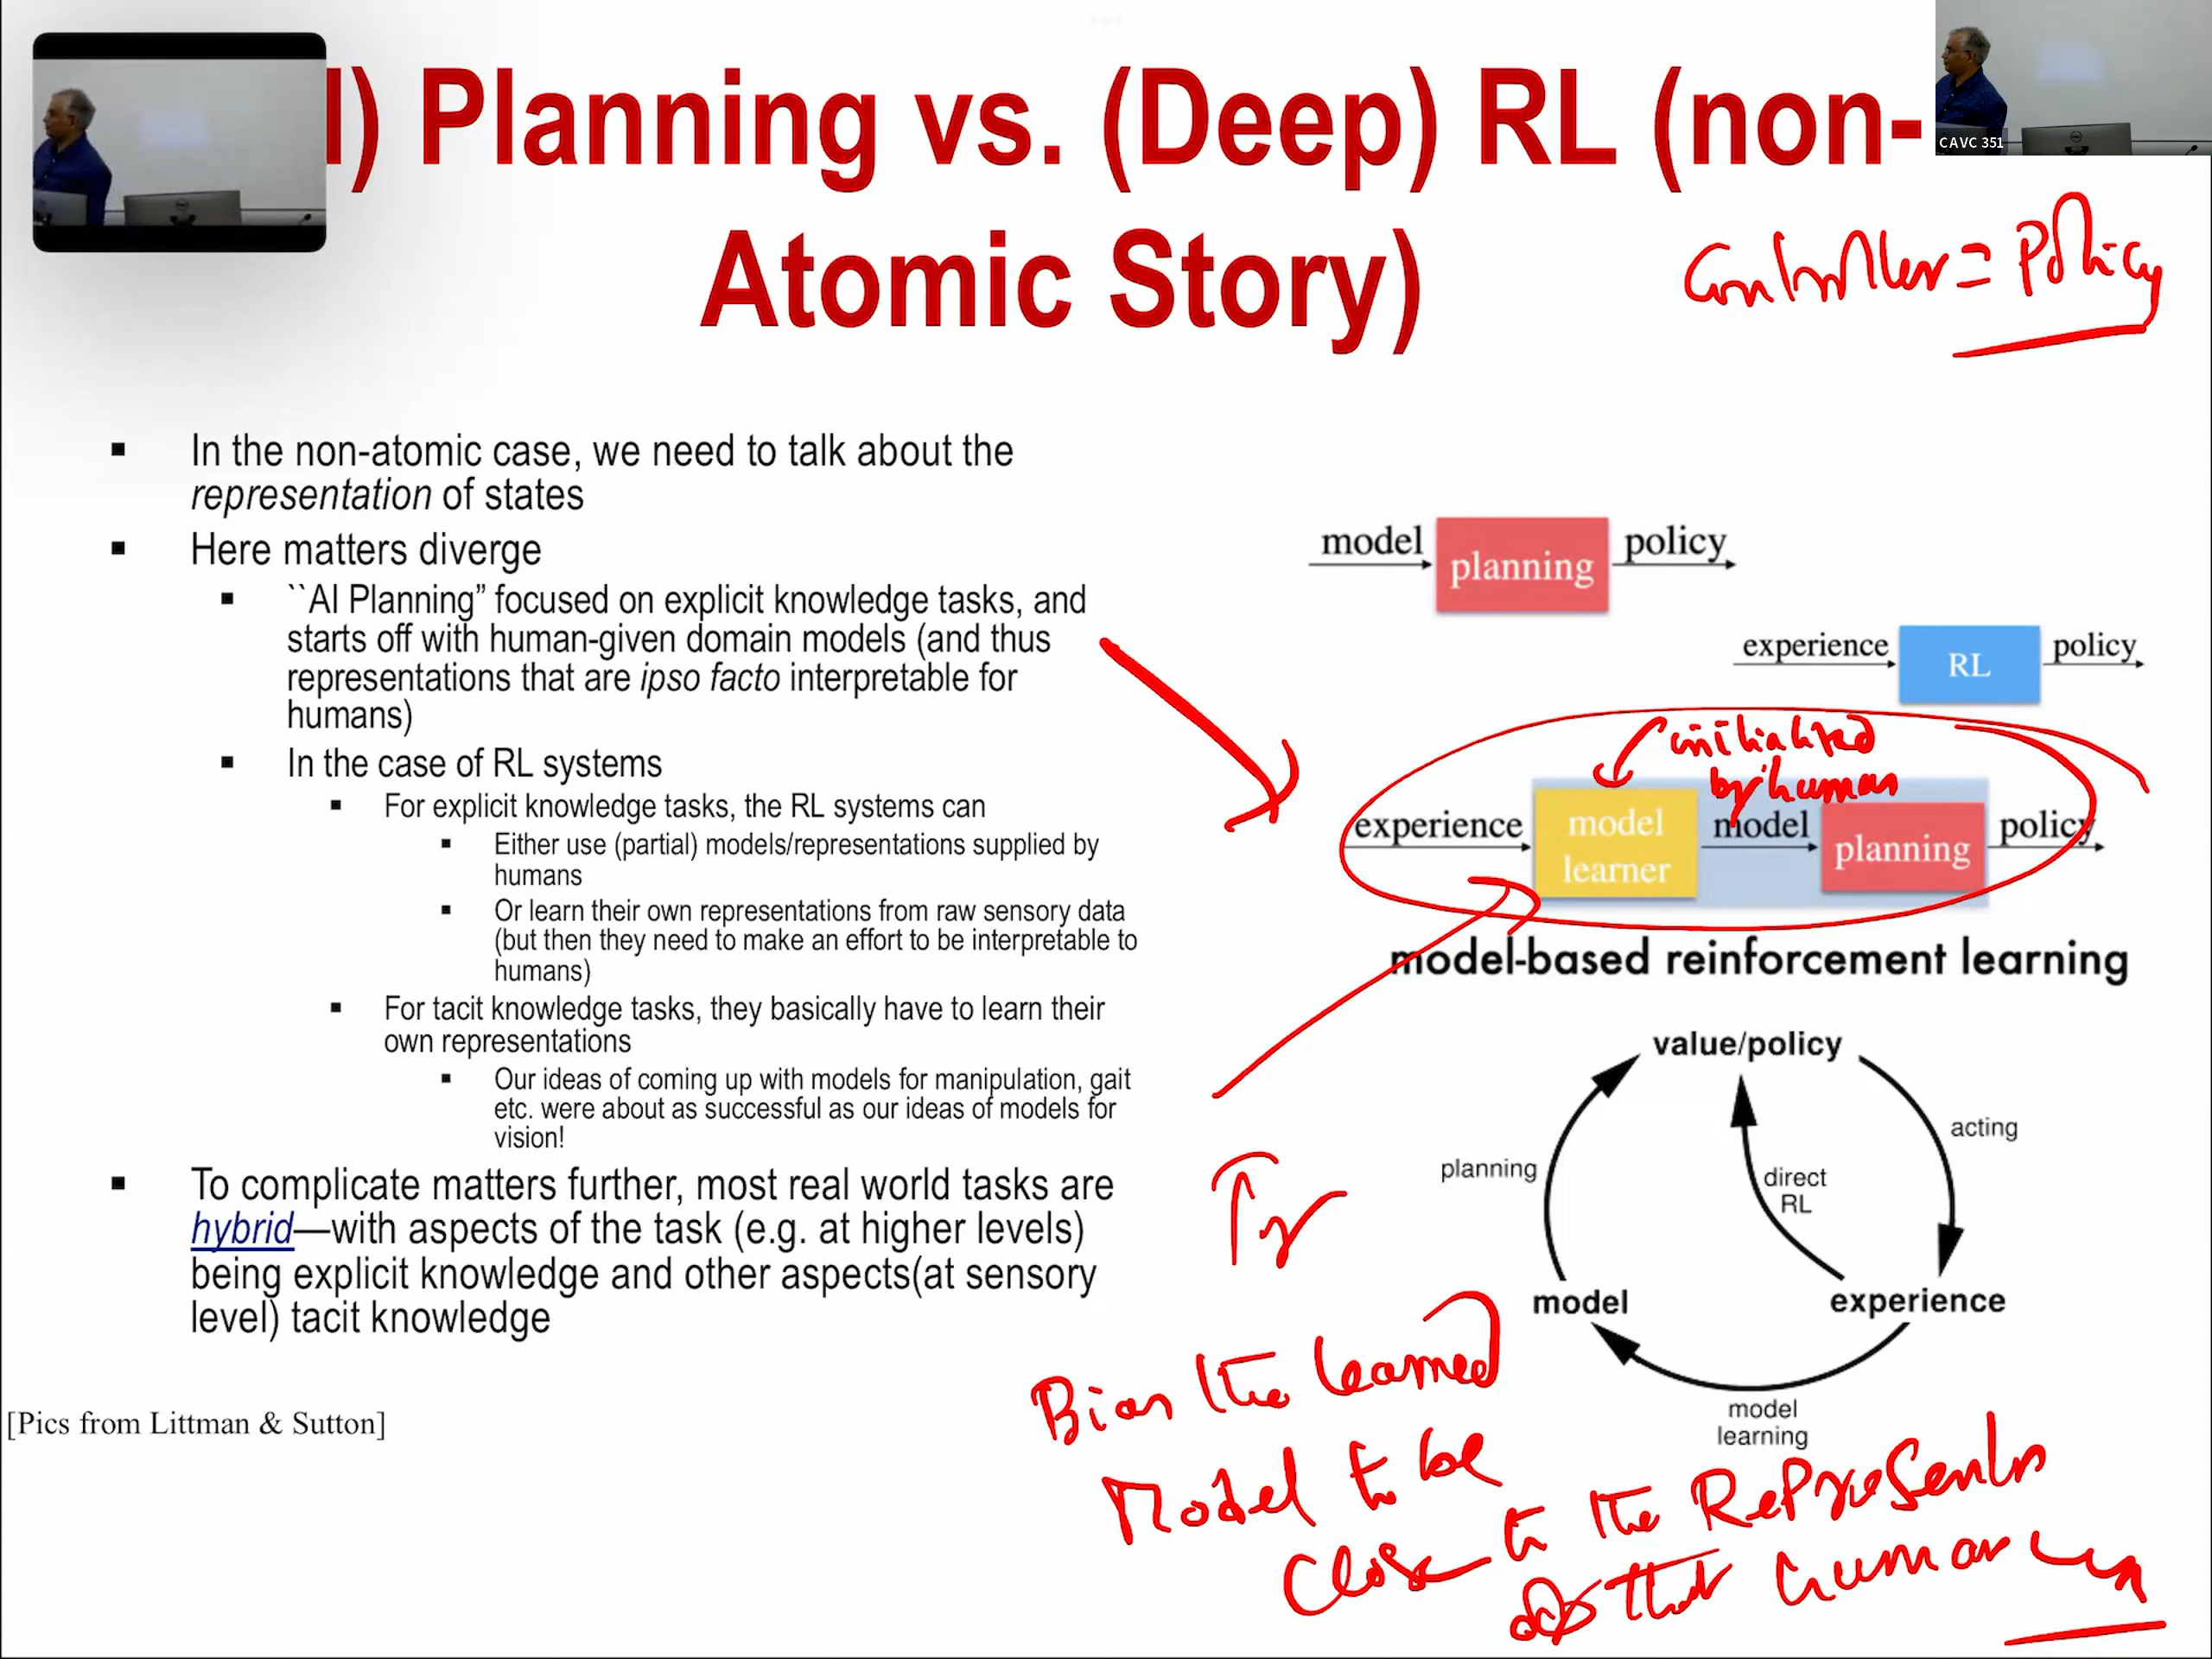 l) Planning vs. (Deep) RL (non-
Atomic Story)
CAVC 351
Controller = Policy
▪ In the non-atomic case, we need to talk about the
representation of states
▪ Here matters diverge
▪ ``AI Planning” focused on explicit knowledge tasks, and
starts off with human-given domain models (and thus
representations that are ipso facto interpretable for
humans)
▪ In the case of RL systems
▪ For explicit knowledge tasks, the RL systems can
▪ Either use (partial) models/representations supplied by
humans
▪ Or learn their own representations from raw sensory data
(but then they need to make an effort to be interpretable to
humans)
▪ For tacit knowledge tasks, they basically have to learn their
own representations
▪ Our ideas of coming up with models for manipulation, gait
etc. were about as successful as our ideas of models for
vision!
▪ To complicate matters further, most real world tasks are
hybrid—with aspects of the task (e.g. at higher levels)
being explicit knowledge and other aspects(at sensory
level) tacit knowledge
[Pics from Littman & Sutton]
model planning policy
experience RL policy
initialized
by human
experience model learner model planning policy
model-based reinforcement learning
value/policy
acting
planning
direct
RL
model
experience
model
learning
Bias the learned
Model to be
Close to the
that human